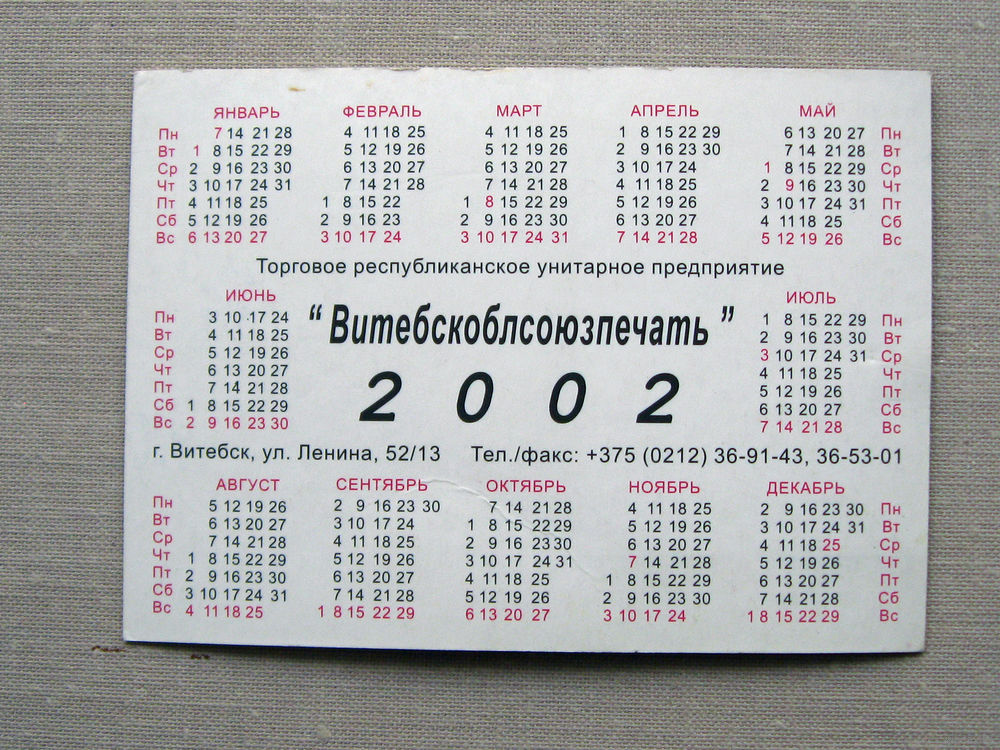 ЯНВАРЬ ФЕВРАЛЬ МАРТ АПРЕЛЬ МАЙ
Пн 7 14 21 28 4 11 18 25 4 11 18 25 1 8 15 22 29 6 13 20 27 Пн
Вт 1 8 15 22 29 5 12 19 26 5 12 19 26 2 9 16 23 30 7 14 21 28 Вт
Ср 2 9 16 23 30 6 13 20 27 6 13 20 27 3 10 17 24 1 8 15 22 29 Ср
Чт 3 10 17 24 31 7 14 21 28 7 14 21 28 4 11 18 25 2 9 16 23 30 Чт
Пт 4 11 18 25 1 8 15 22 1 8 15 22 29 5 12 19 26 3 10 17 24 31 Пт
Сб 5 12 19 26 2 9 16 23 2 9 16 23 30 6 13 20 27 4 11 18 25 Сб
Вс 6 13 20 27 3 10 17 24 3 10 17 24 31 7 14 21 28 5 12 19 26 Вс
Торговое республиканское унитарное предприятие
ИЮНЬ ИЮЛЬ
Пн 3 10 17 24 1 8 15 22 29 Пн
Вт 4 11 18 25 2 9 16 23 30 Вт
Ср 5 12 19 26 3 10 17 24 31 Ср
Чт 6 13 20 27 4 11 18 25 Чт
Пт 7 14 21 28 5 12 19 26 Пт
Сб 1 8 15 22 29 6 13 20 27 Сб
Вс 2 9 16 23 30 7 14 21 28 Вс
“ Витебскоблсоюзпечать ”
2 0 0 2
г. Витебск, ул. Ленина, 52/13 Тел./факс: +375 (0212) 36-91-43, 36-53-01
АВГУСТ СЕНТЯБРЬ ОКТЯБРЬ НОЯБРЬ ДЕКАБРЬ
Пн 5 12 19 26 2 9 16 23 30 7 14 21 28 4 11 18 25 2 9 16 23 30 Пн
Вт 6 13 20 27 3 10 17 24 1 8 15 22 29 5 12 19 26 3 10 17 24 31 Вт
Ср 7 14 21 28 4 11 18 25 2 9 16 23 30 6 13 20 27 4 11 18 25 Ср
Чт 1 8 15 22 29 5 12 19 26 3 10 17 24 31 7 14 21 28 5 12 19 26 Чт
Пт 2 9 16 23 30 6 13 20 27 4 11 18 25 1 8 15 22 29 6 13 20 27 Пт
Сб 3 10 17 24 31 7 14 21 28 5 12 19 26 2 9 16 23 30 7 14 21 28 Сб
Вс 4 11 18 25 1 8 15 22 29 6 13 20 27 3 10 17 24 1 8 15 22 29 Вс